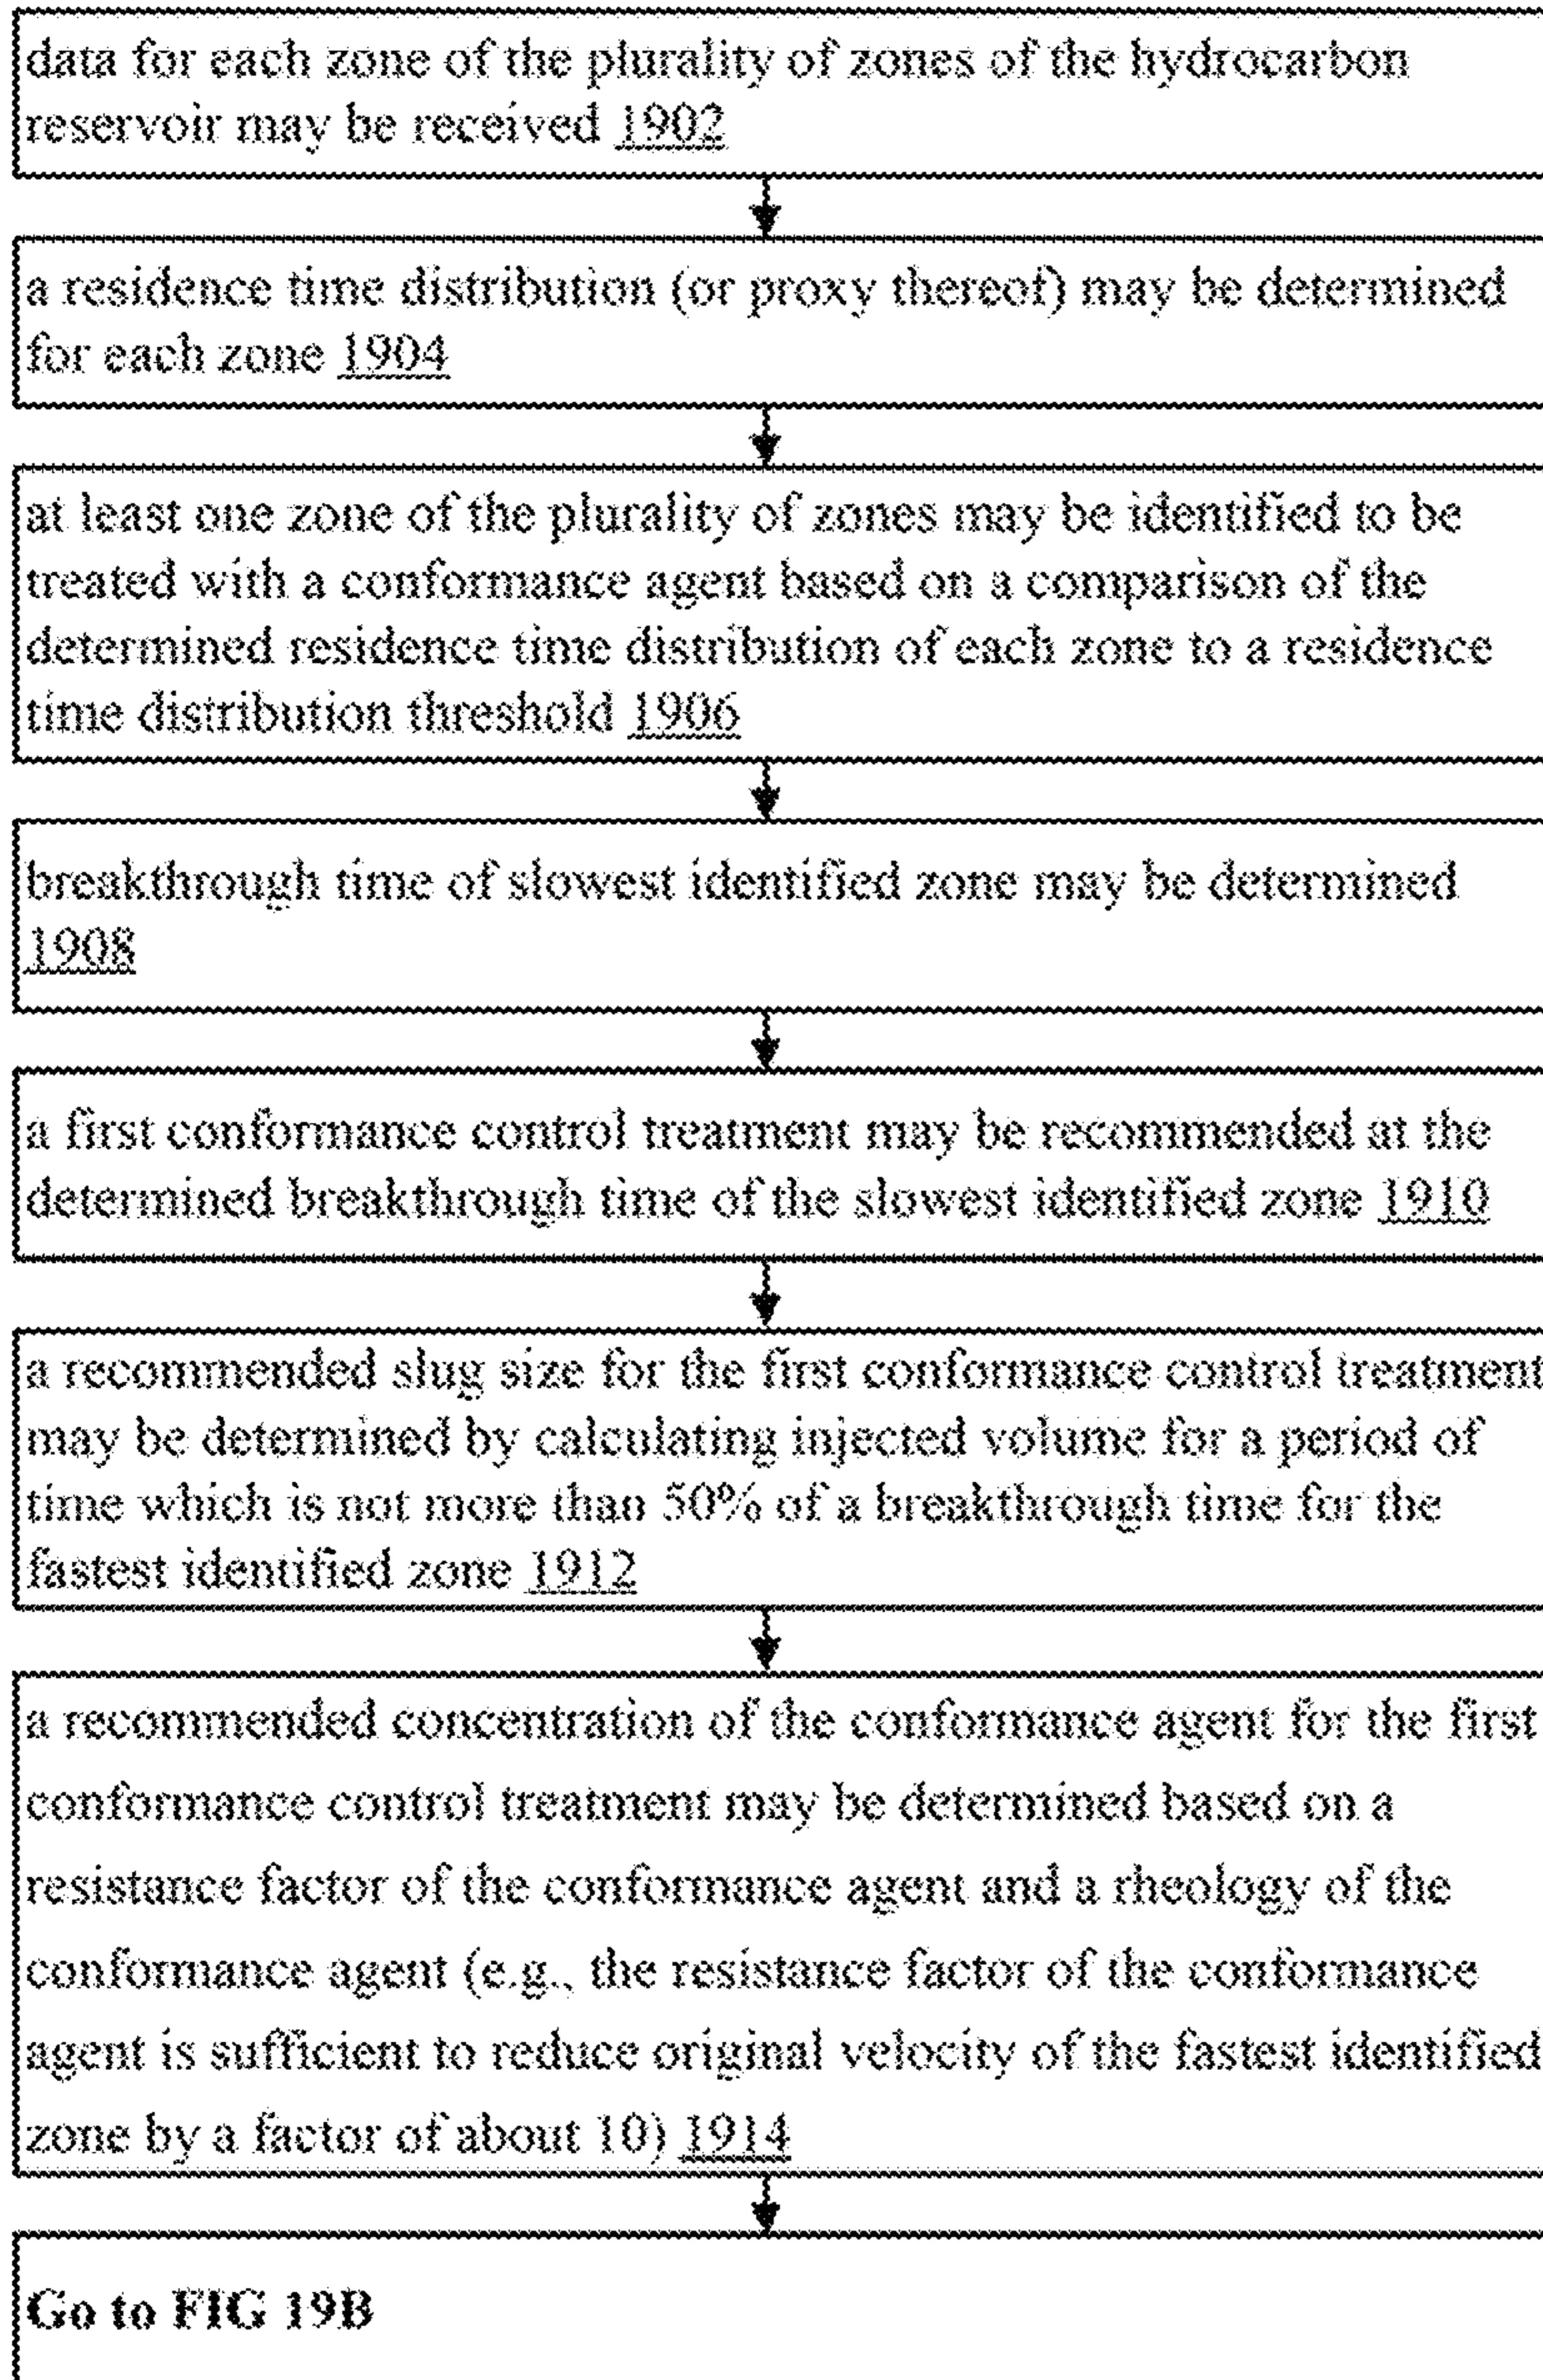 data for each zone of the plurality of zones of the hydrocarbon
reservoir may be received 1902
a residence time distribution (or proxy thereof) may be determined
for each zone 1904
at least one zone of the plurality of zones may be identified to be
treated with a conformance agent based on a comparison of the
determined residence time distribution of each zone to a residence
time distribution threshold 1906
breakthrough time of slowest identified zone may be determined
1908
a first conformance control treatment may be recommended at the
determined breakthrough time of the slowest identified zone 1910
a recommended slug size for the first conformance control treatment
may be determined by calculating injected volume for a period of
time which is not more than 50% of a breakthrough time for the
fastest identified zone 1912
a recommended concentration of the conformance agent for the first
conformance control treatment may be determined based on a
resistance factor of the conformance agent and a rheology of the
conformance agent (e.g., the resistance factor of the conformance
agent is sufficient to reduce original velocity of the fastest identified
zone by a factor of about 10) 1914
Go to FIG 19B